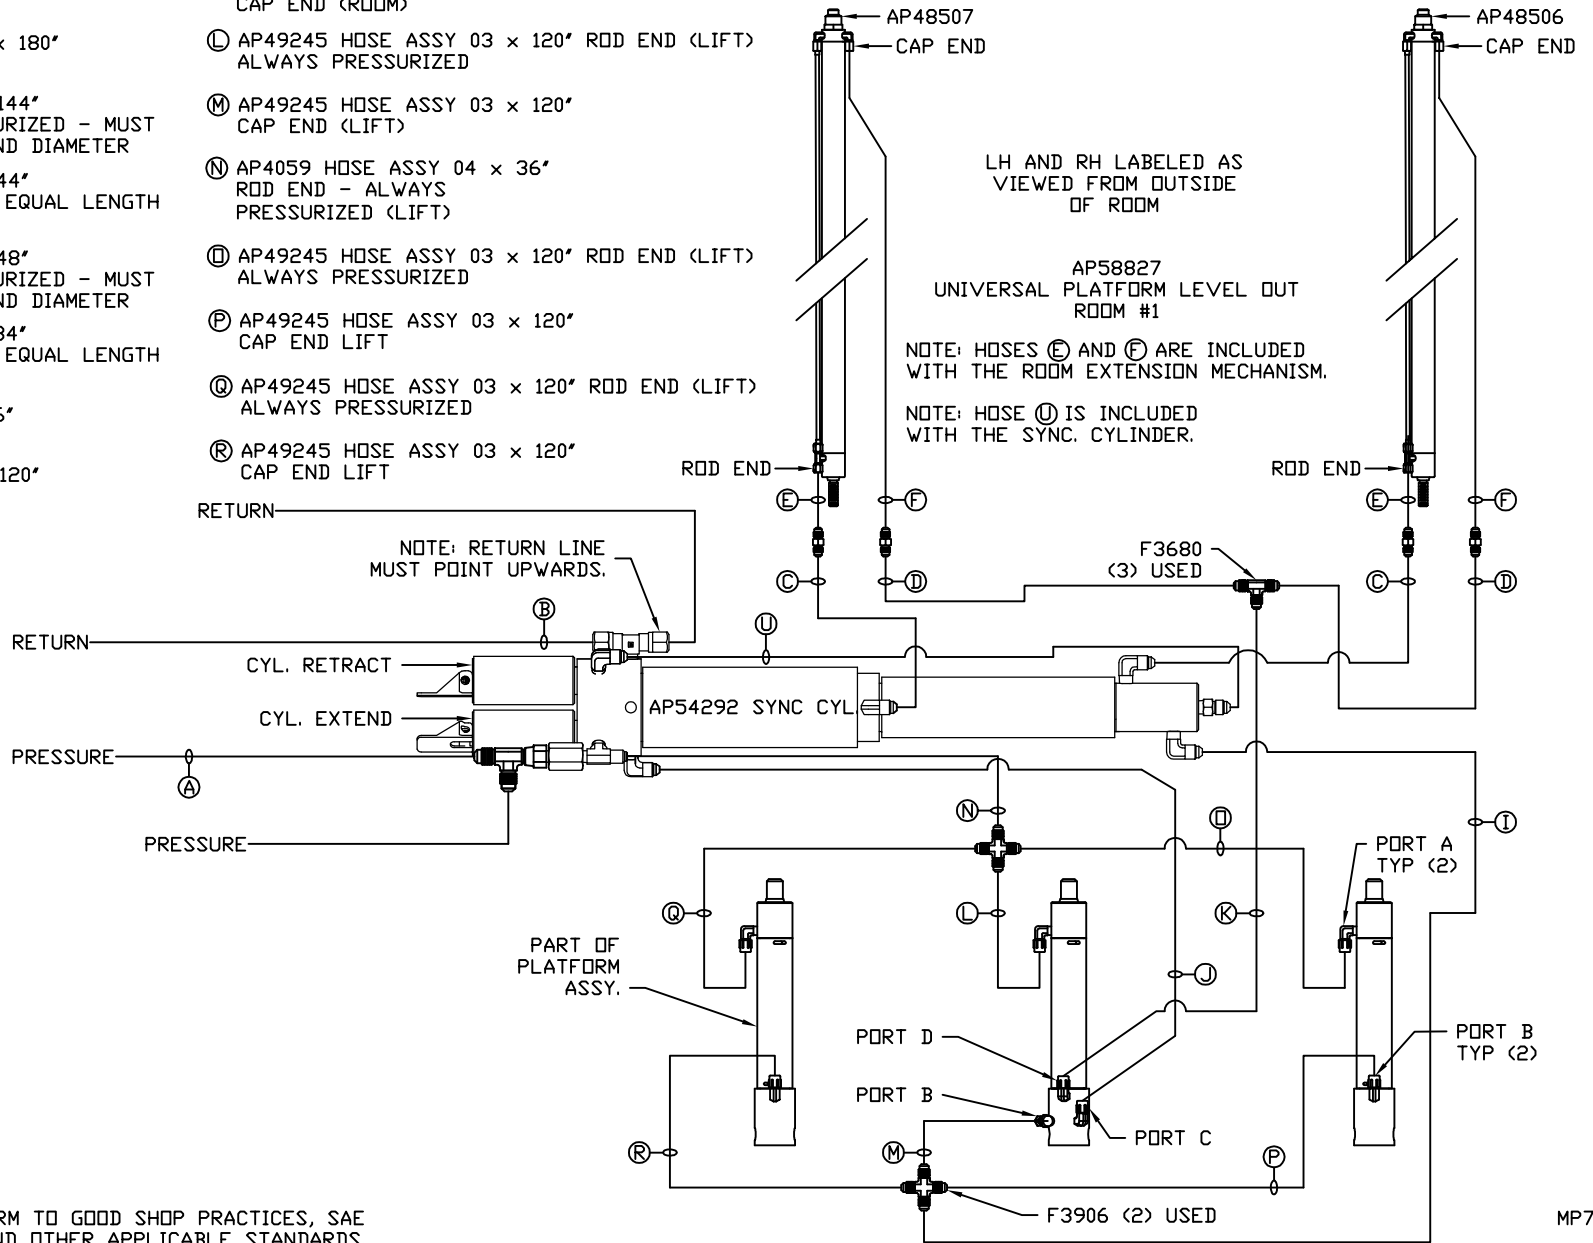 × 180"
144"
URIZED - MUST
ND DIAMETER
44"
EQUAL LENGTH
48"
URIZED - MUST
ND DIAMETER
34"
EQUAL LENGTH
120"
CAP END (ROOM)
Ⓛ AP49245 HOSE ASSY 03 × 120" ROD END (LIFT)
ALWAYS PRESSURIZED
Ⓜ AP49245 HOSE ASSY 03 × 120"
CAP END (LIFT)
Ⓝ AP4059 HOSE ASSY 04 × 36"
ROD END - ALWAYS
PRESSURIZED (LIFT)
Ⓞ AP49245 HOSE ASSY 03 × 120" ROD END (LIFT)
ALWAYS PRESSURIZED
Ⓟ AP49245 HOSE ASSY 03 × 120"
CAP END LIFT
Ⓠ AP49245 HOSE ASSY 03 × 120" ROD END (LIFT)
ALWAYS PRESSURIZED
Ⓡ AP49245 HOSE ASSY 03 × 120"
CAP END LIFT
AP48507
CAP END
AP48506
CAP END
LH AND RH LABELED AS
VIEWED FROM OUTSIDE
OF ROOM
AP58827
UNIVERSAL PLATFORM LEVEL OUT
ROOM #1
NOTE: HOSES Ⓔ AND Ⓕ ARE INCLUDED
WITH THE ROOM EXTENSION MECHANISM.
NOTE: HOSE Ⓤ IS INCLUDED
WITH THE SYNC. CYLINDER.
ROD END
ROD END
Ⓔ
Ⓕ
Ⓔ
Ⓕ
RETURN
NOTE: RETURN LINE
MUST POINT UPWARDS.
F3680
(3) USED
Ⓒ
Ⓓ
Ⓒ
Ⓓ
Ⓑ
Ⓤ
RETURN
CYL. RETRACT
CYL. EXTEND
AP54292 SYNC CYL.
PRESSURE
Ⓐ
PRESSURE
Ⓝ
Ⓞ
Ⓘ
PORT A
TYP (2)
Ⓠ
Ⓛ
Ⓚ
PART OF
PLATFORM
ASSY.
Ⓙ
PORT D
PORT B
TYP (2)
PORT B
PORT C
Ⓡ
Ⓜ
Ⓟ
F3906 (2) USED
RM TO GOOD SHOP PRACTICES, SAE
ND OTHER APPLICABLE STANDARDS
MP7